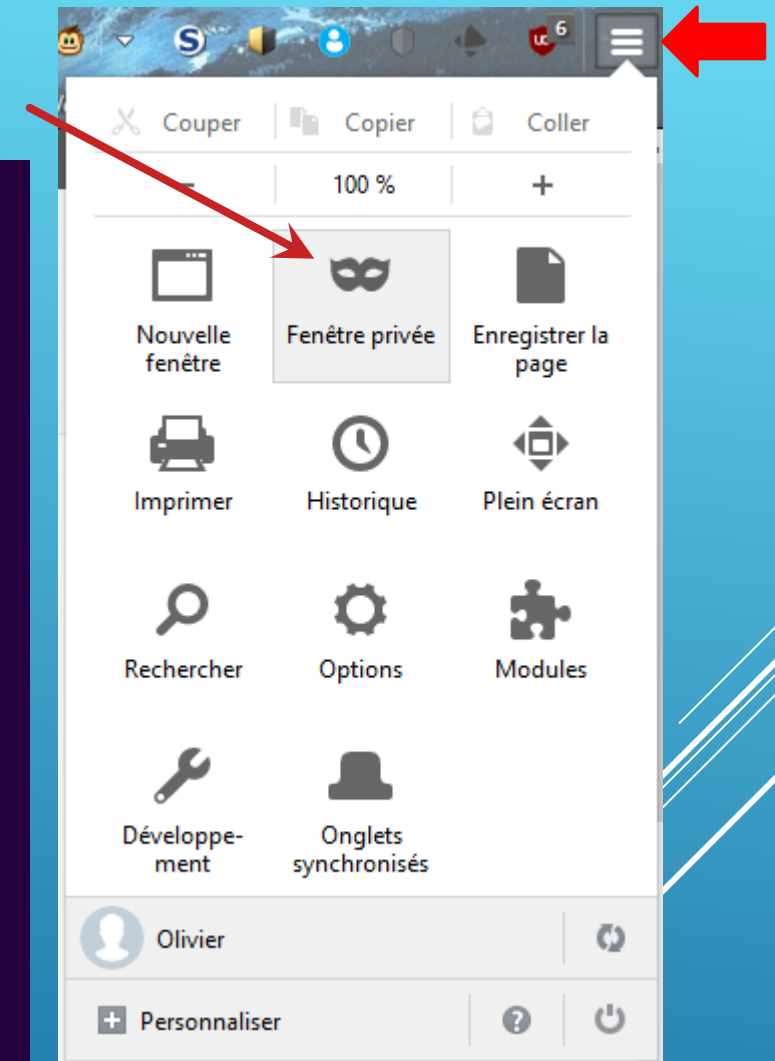 S
6
Couper Copier Coller
− 100 % +
Nouvelle
fenêtre
Fenêtre privée
Enregistrer la
page
Imprimer
Historique
Plein écran
Rechercher
Options
Modules
Développe-
ment
Onglets
synchronisés
Olivier
Personnaliser
?